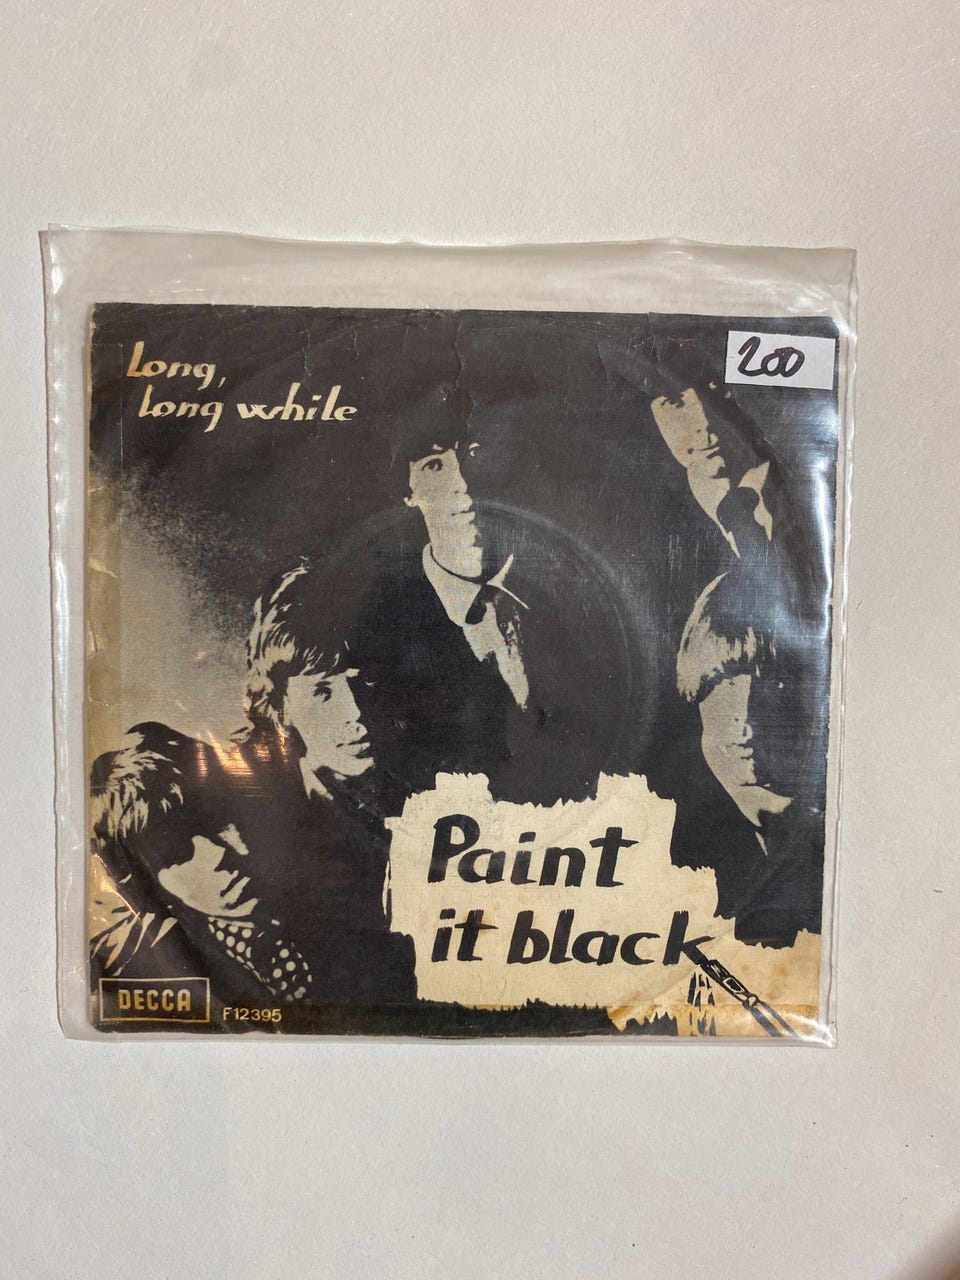 Long,
long while
200
Paint
it black
DECCA
F12395